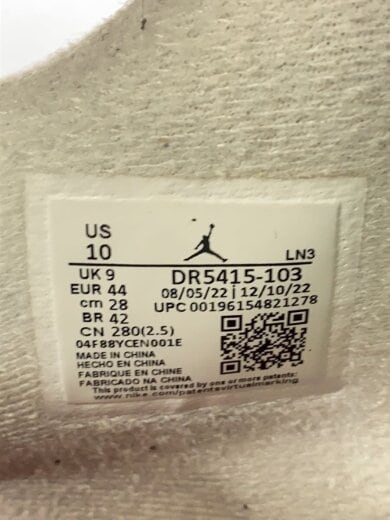 US
10
LN3
UK 9
DR5415-103
EUR 44
08/05/22 | 12/10/22
cm 28
UPC 00196154821278
BR 42
CN 280(2.5)
04F88YCEN001E
MADE IN CHINA
HECHO EN CHINA
FABRIQUE EN CHINE
FABRICADO NA CHINA
This product is covered by one or more patents:
www.nike.com/patentsvirtualmarking